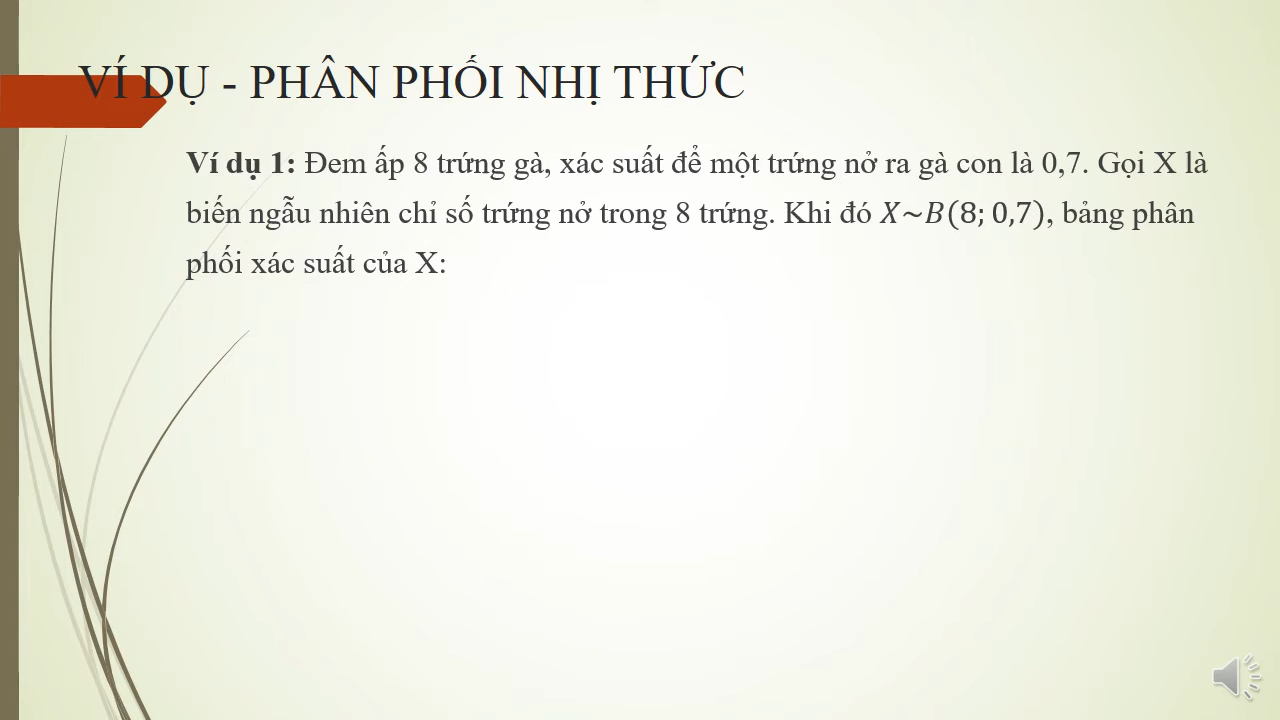 VÍ DỤ - PHÂN PHỐI NHỊ THỨC
Ví dụ 1: Đem ấp 8 trứng gà, xác suất để một trứng nở ra gà con là 0,7. Gọi X là
biến ngẫu nhiên chỉ số trứng nở trong 8 trứng. Khi đó X~B(8; 0,7), bảng phân
phối xác suất của X: